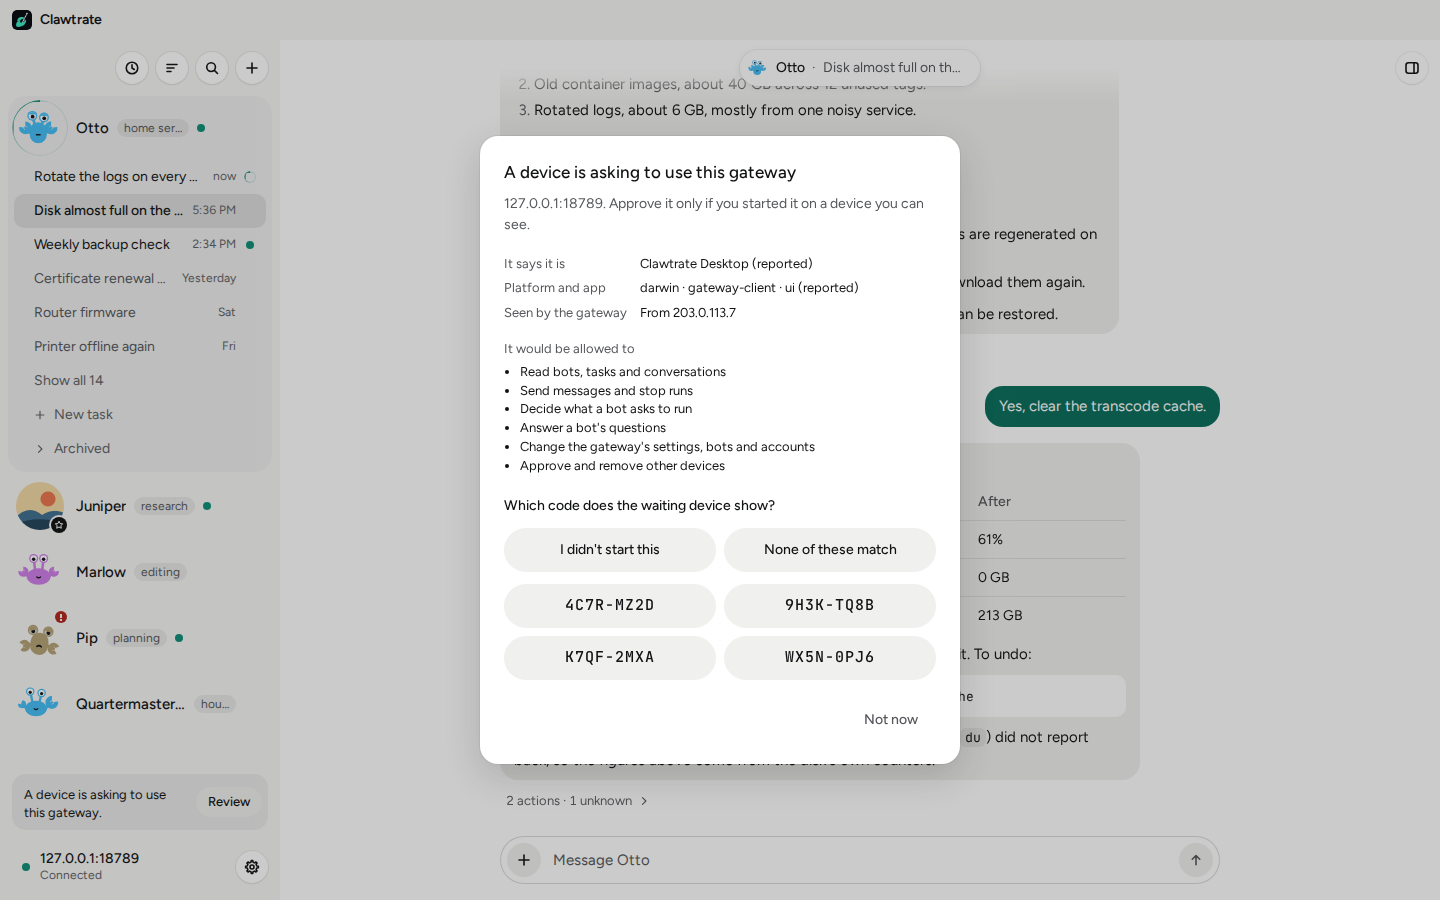 Clawtrate
Otto · Disk almost full on th...
2. Old container images, about 40 GB across 12 unused tags.
3. Rotated logs, about 6 GB, mostly from one noisy service.
Otto home ser...
Rotate the logs on every ... now
Disk almost full on the ... 5:36 PM
Weekly backup check 2:34 PM
Certificate renewal ... Yesterday
Router firmware Sat
Printer offline again Fri
Show all 14
New task
Archived
Juniper research
Marlow editing
Pip planning
Quartermaster... hou...
A device is asking to use
this gateway.
Review
127.0.0.1:18789
Connected
A device is asking to use this gateway
127.0.0.1:18789. Approve it only if you started it on a device you can
see.
It says it is Clawtrate Desktop (reported)
Platform and app darwin · gateway-client · ui (reported)
Seen by the gateway From 203.0.113.7
It would be allowed to
• Read bots, tasks and conversations
• Send messages and stop runs
• Decide what a bot asks to run
• Answer a bot's questions
• Change the gateway's settings, bots and accounts
• Approve and remove other devices
Which code does the waiting device show?
I didn't start this
None of these match
4C7R-MZ2D
9H3K-TQ8B
K7QF-2MXA
WX5N-0PJ6
Not now
s are regenerated on
wnload them again.
an be restored.
Yes, clear the transcode cache.
After
61%
0 GB
213 GB
it. To undo:
he
du ) did not report
2 actions · 1 unknown
Message Otto